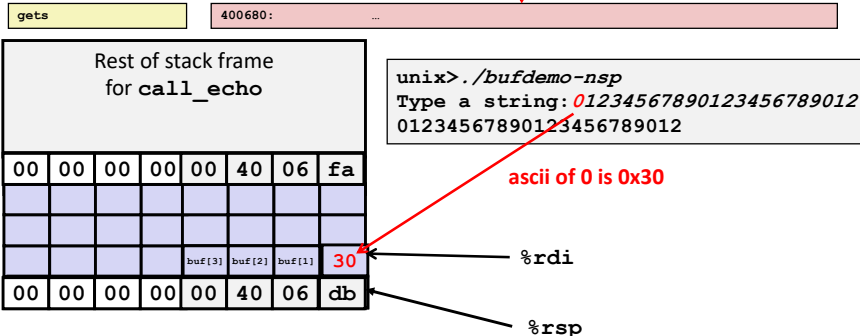 gets
400680: …
Rest of stack frame
for call_echo
unix>./bufdemo-nsp
Type a string:01234567890123456789012
01234567890123456789012
00 00 00 00 00 40 06 fa
ascii of 0 is 0x30
buf[3] buf[2] buf[1] 30
%rdi
00 00 00 00 00 40 06 db
%rsp